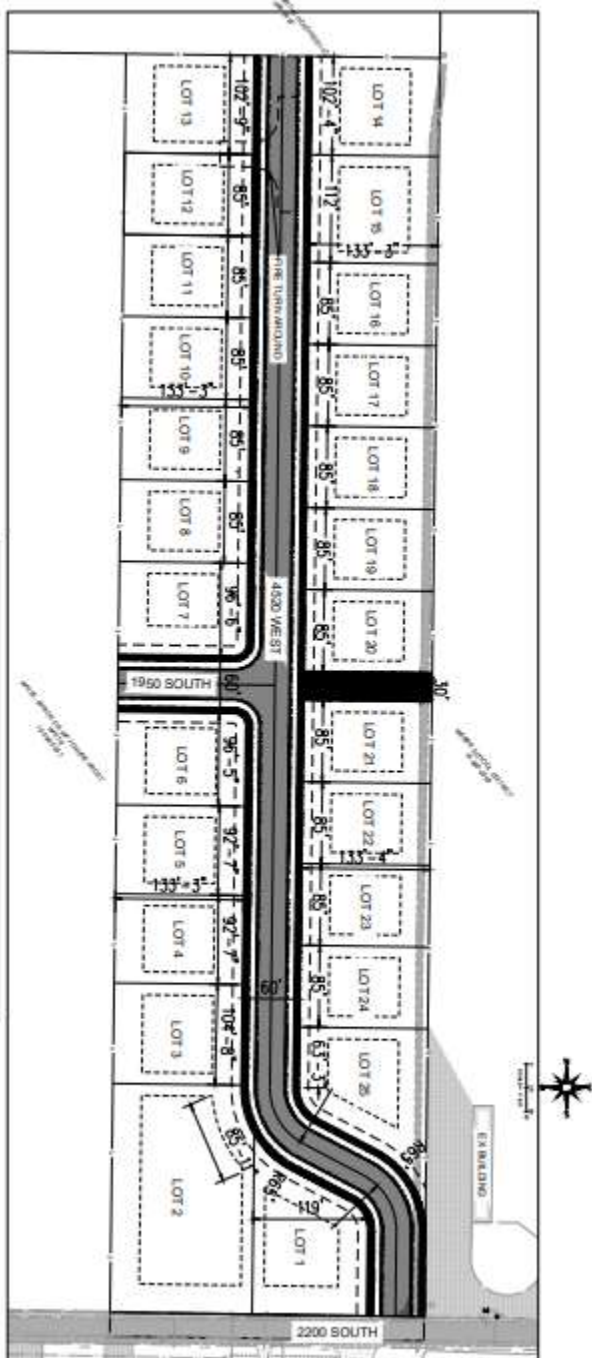 LOT 13
102'-9"
102'-4"
LOT 14
LOT 12
85'
112'
LOT 15
133'-3"
LOT 11
85'
FIRE TURN AROUND
85'
LOT 16
LOT 10
85'
85'
LOT 17
133'-3"
LOT 9
85'
85'
LOT 18
LOT 8
85'
85'
LOT 19
LOT 7
96'-6"
4620 WEST
85'
LOT 20
1950 SOUTH
60'
30'
LOT 6
96'-5"
85'
LOT 21
LOT 5
92'-7"
85'
LOT 22
133'-3"
133'-4"
LOT 4
92'-7"
85'
LOT 23
60'
85'
LOT 24
LOT 3
104'-8"
63'-3"
LOT 25
EX BUILDING
LOT 2
85'-11"
119'
LOT 1
2200 SOUTH